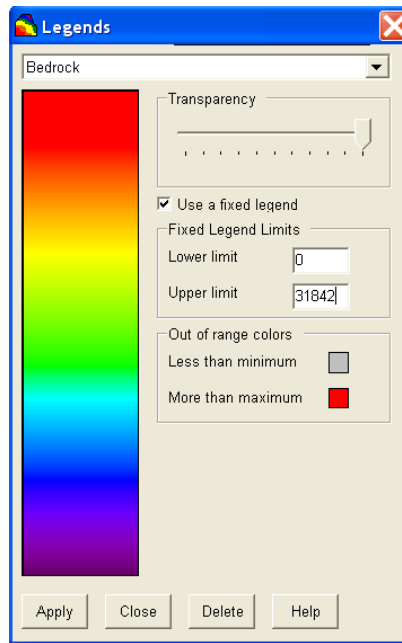 Legends
Bedrock
Transparency
Use a fixed legend
Fixed Legend Limits
Lower limit 0
Upper limit 31842
Out of range colors
Less than minimum
More than maximum
Apply Close Delete Help